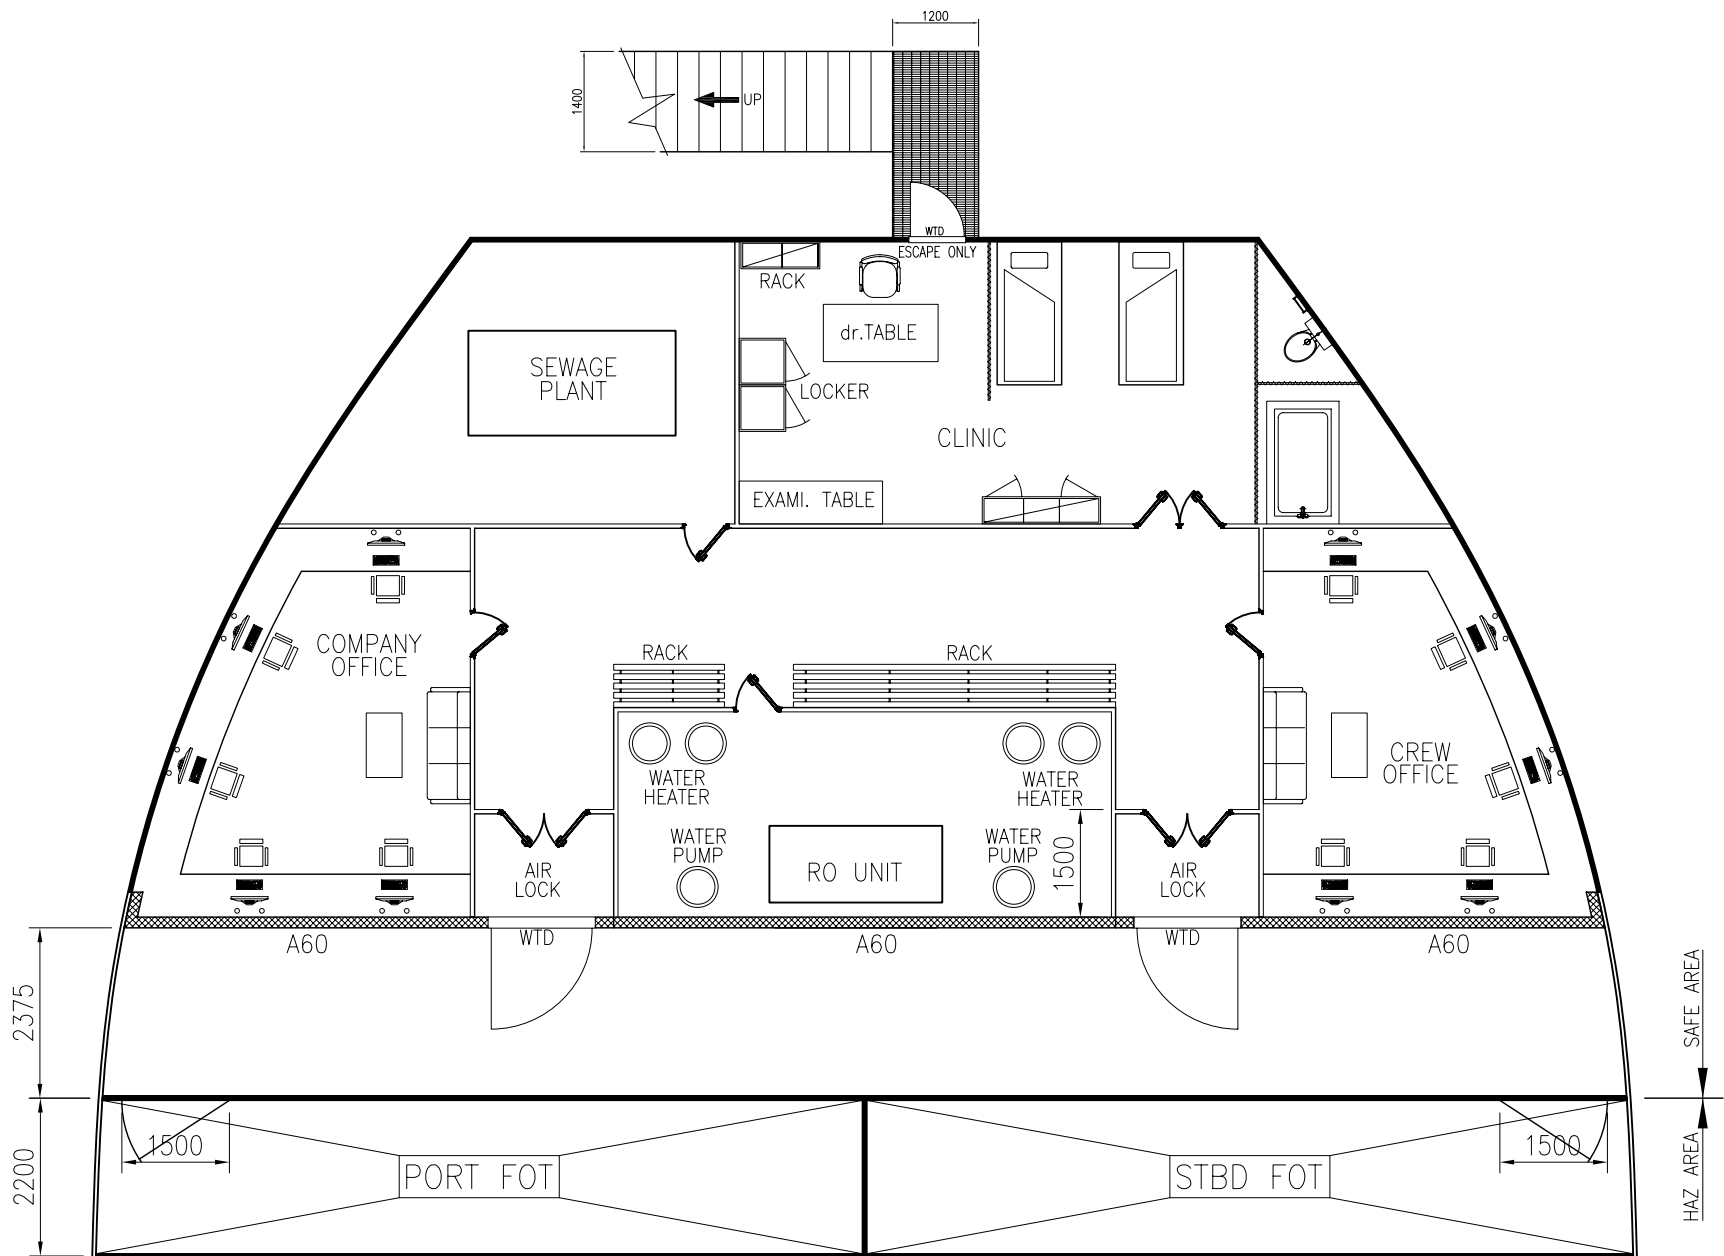 1200
1400
UP
WTD
ESCAPE ONLY
RACK
dr.TABLE
SEWAGE
PLANT
LOCKER
CLINIC
EXAMI. TABLE
COMPANY
OFFICE
RACK
RACK
CREW
OFFICE
WATER
HEATER
WATER
HEATER
WATER
PUMP
WATER
PUMP
RO UNIT
1500
AIR
LOCK
AIR
LOCK
WTD
WTD
A60
A60
A60
2375
SAFE AREA
2200
1500
PORT FOT
STBD FOT
1500
HAZ AREA